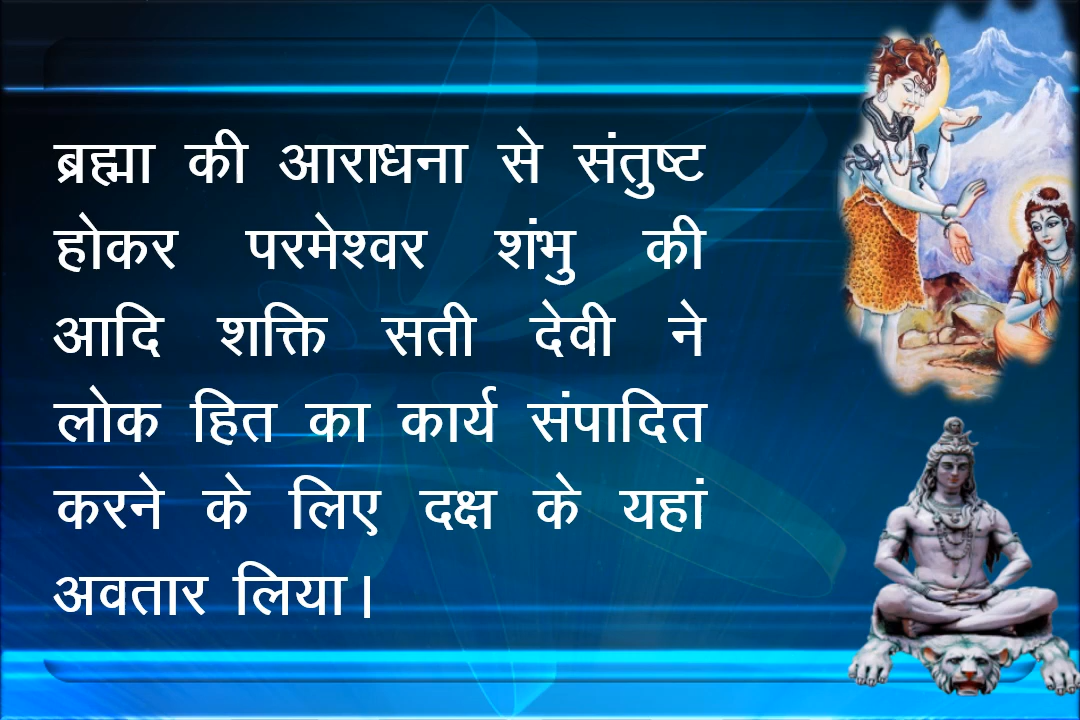 ब्रह्मा की आराधना से संतुष्ट
होकर परमेश्वर शंभु की
आदि शक्ति सती देवी ने
लोक हित का कार्य संपादित
करने के लिए दक्ष के यहां
अवतार लिया।